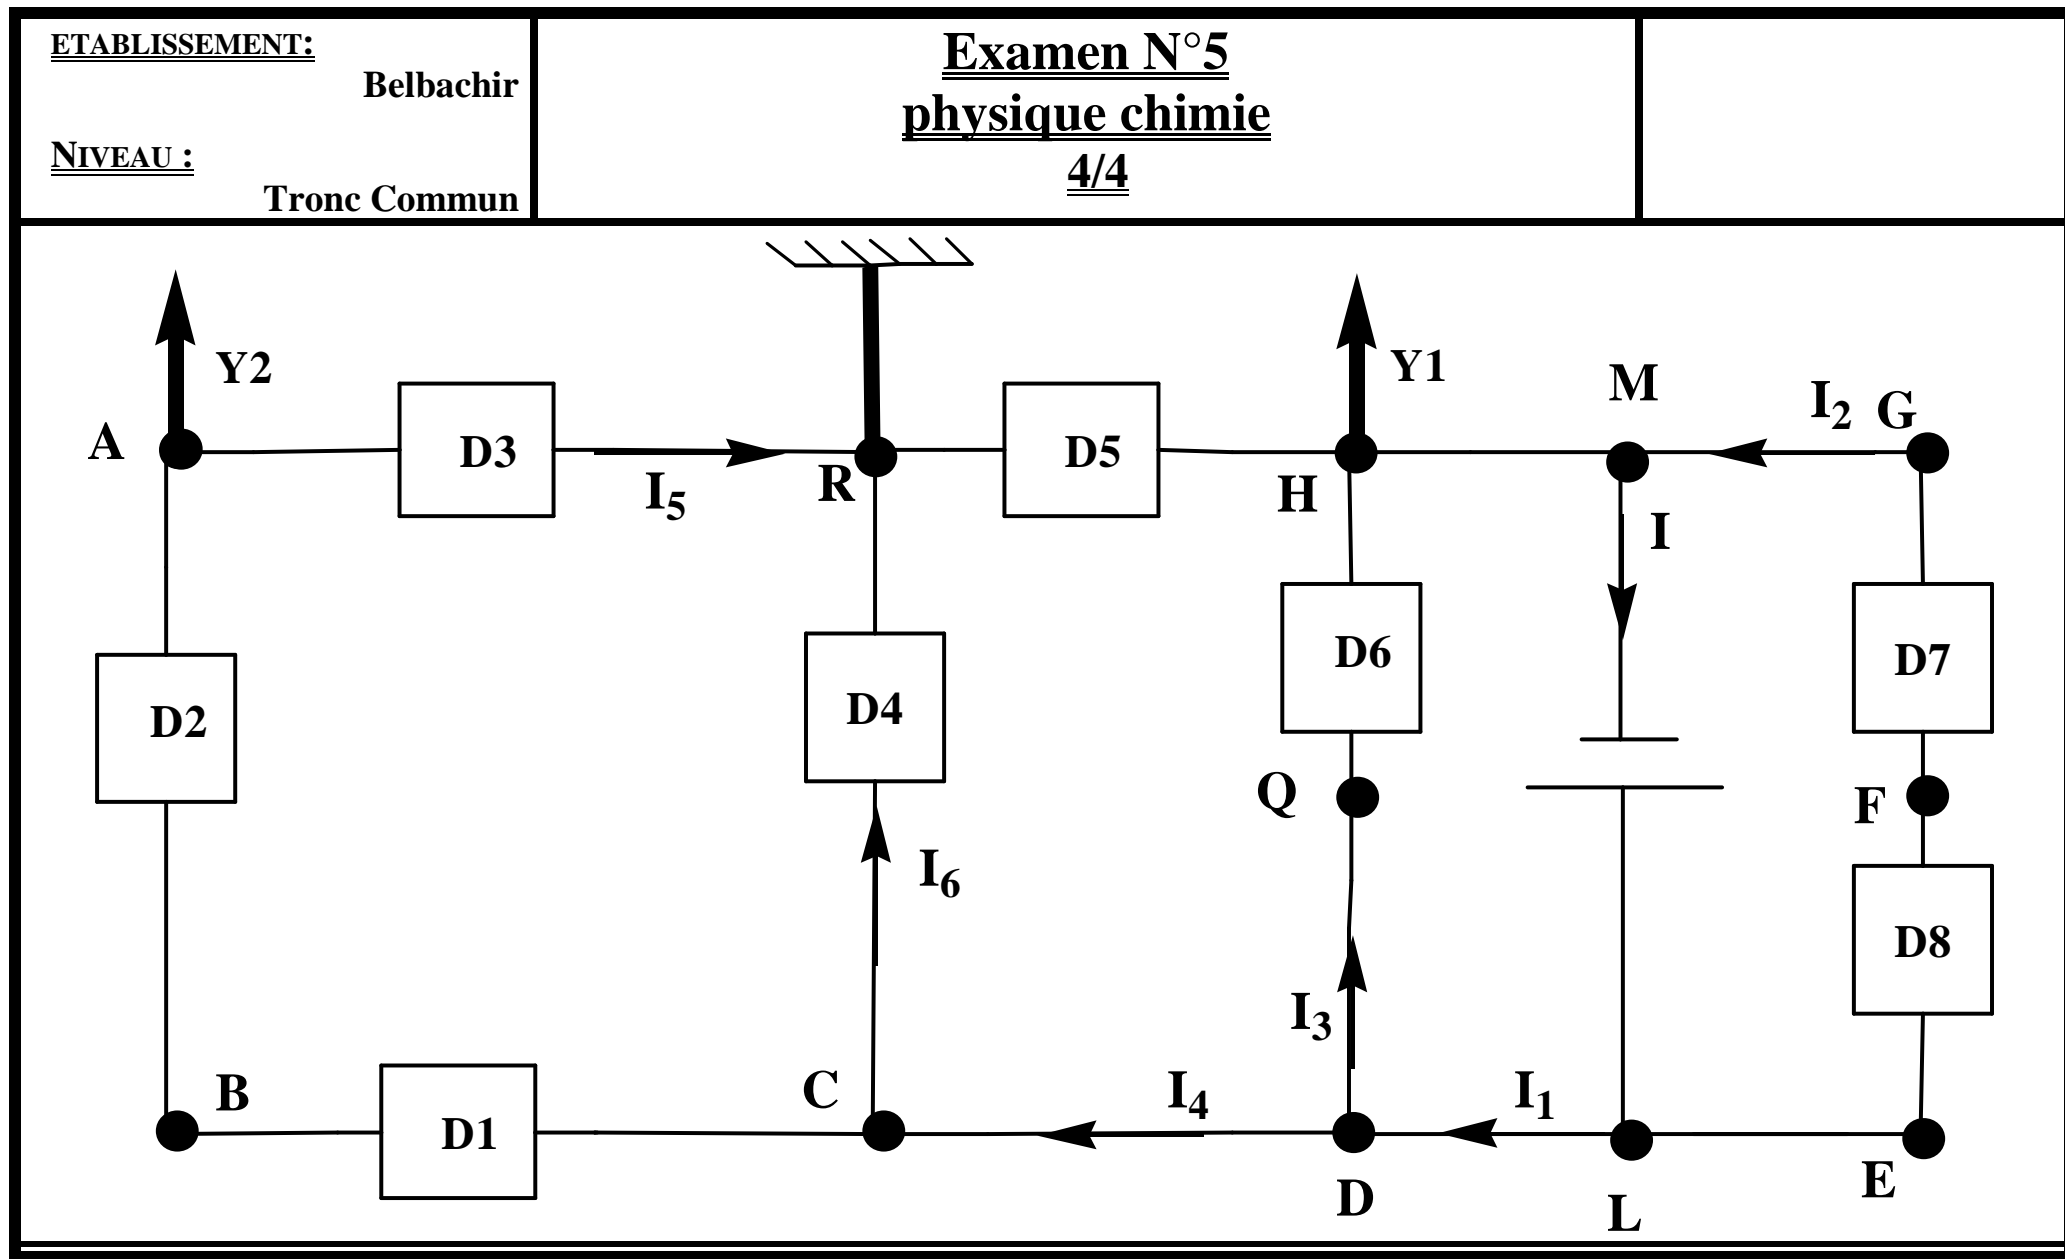 ETABLISSEMENT:
Belbachir
NIVEAU :
Tronc Commun
Examen N°5
physique chimie
4/4
Y2
Y1
M
I2
G
A
D3
I5
R
D5
H
I
D2
D4
D6
D7
Q
F
I6
D8
I3
B
D1
C
I4
I1
D
E
L